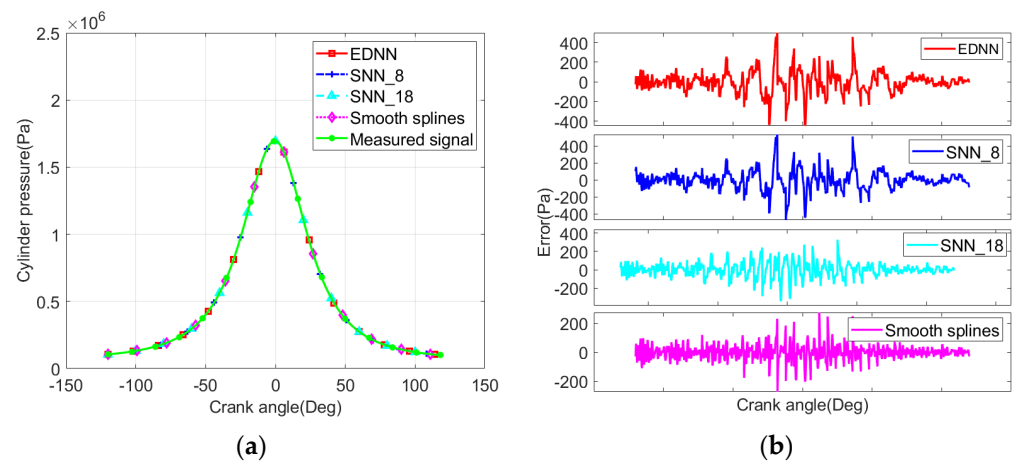 ×10⁶
2.5
2
1.5
1
0.5
0
-150 -100 -50 0 50 100 150
Cylinder pressure(Pa)
Crank angle(Deg)
EDNN
SNN_8
SNN_18
Smooth splines
Measured signal
(a)
400
200
0
-200
-400
EDNN
400
200
0
-200
-400
SNN_8
400
200
0
-200
SNN_18
200
0
-200
Smooth splines
Error(Pa)
Crank angle(Deg)
(b)